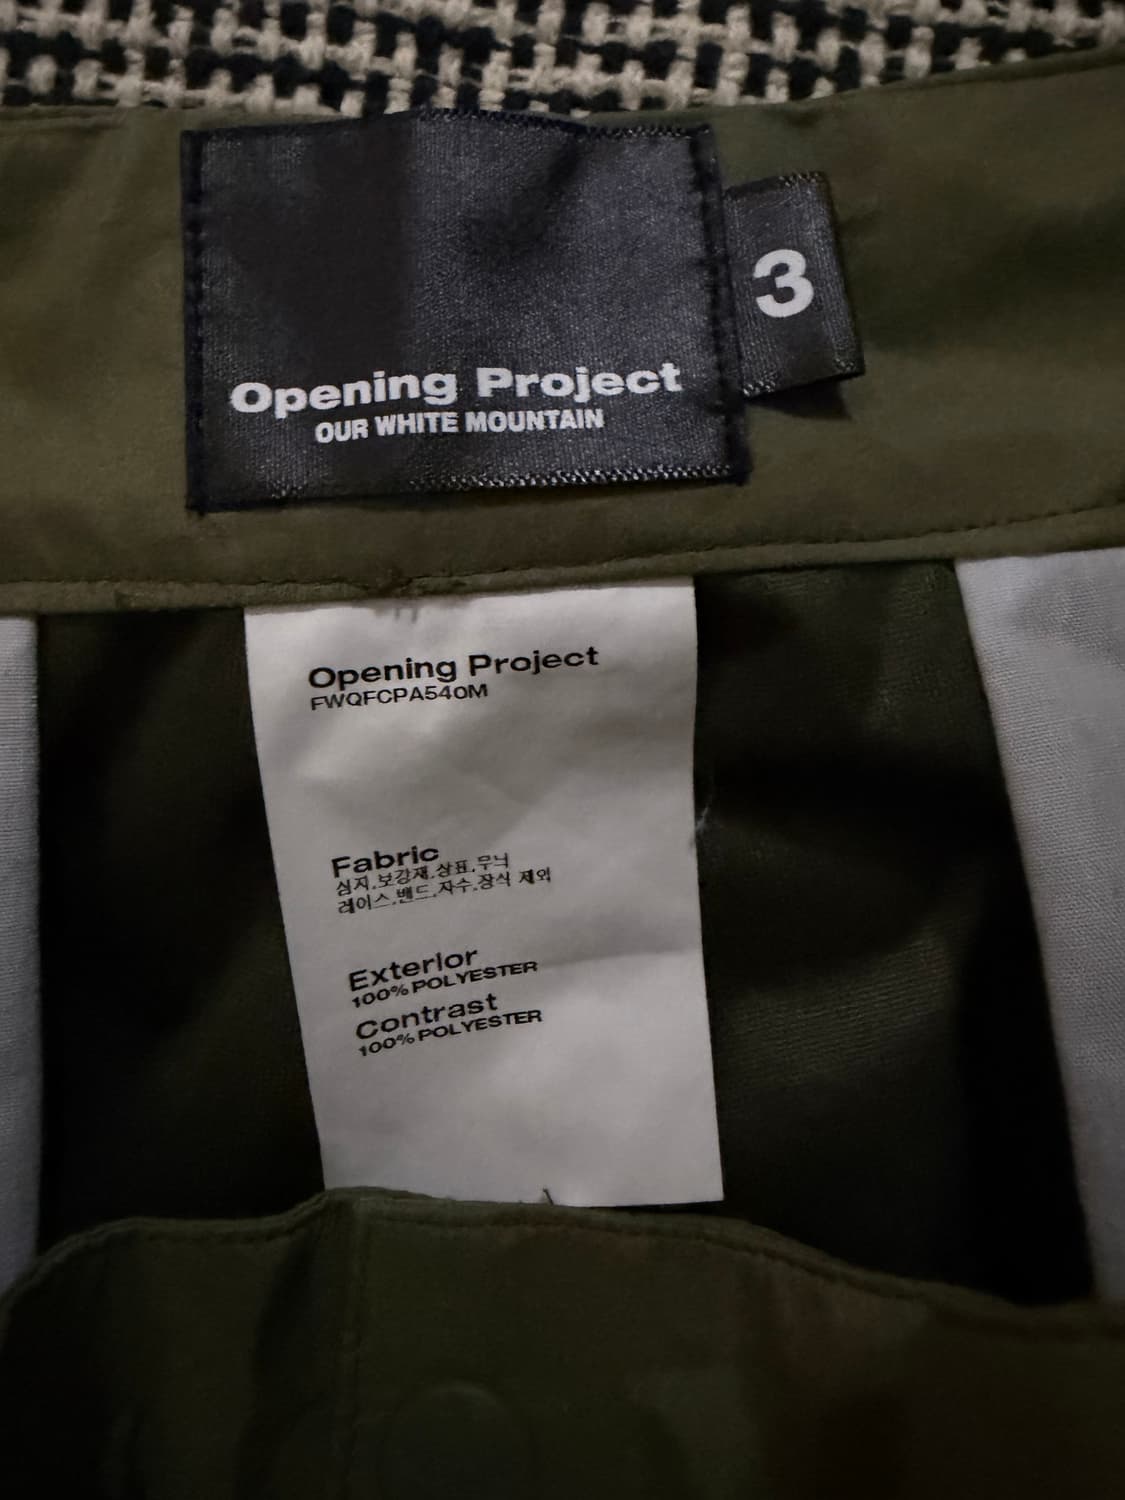 Opening Project
OUR WHITE MOUNTAIN
3
Opening Project
FWQFCPA540M
Fabric
심지.보강재.상표.무늬
레이스.밴드.자수.장식 제외
Exterior
100% POLYESTER
Contrast
100% POLYESTER